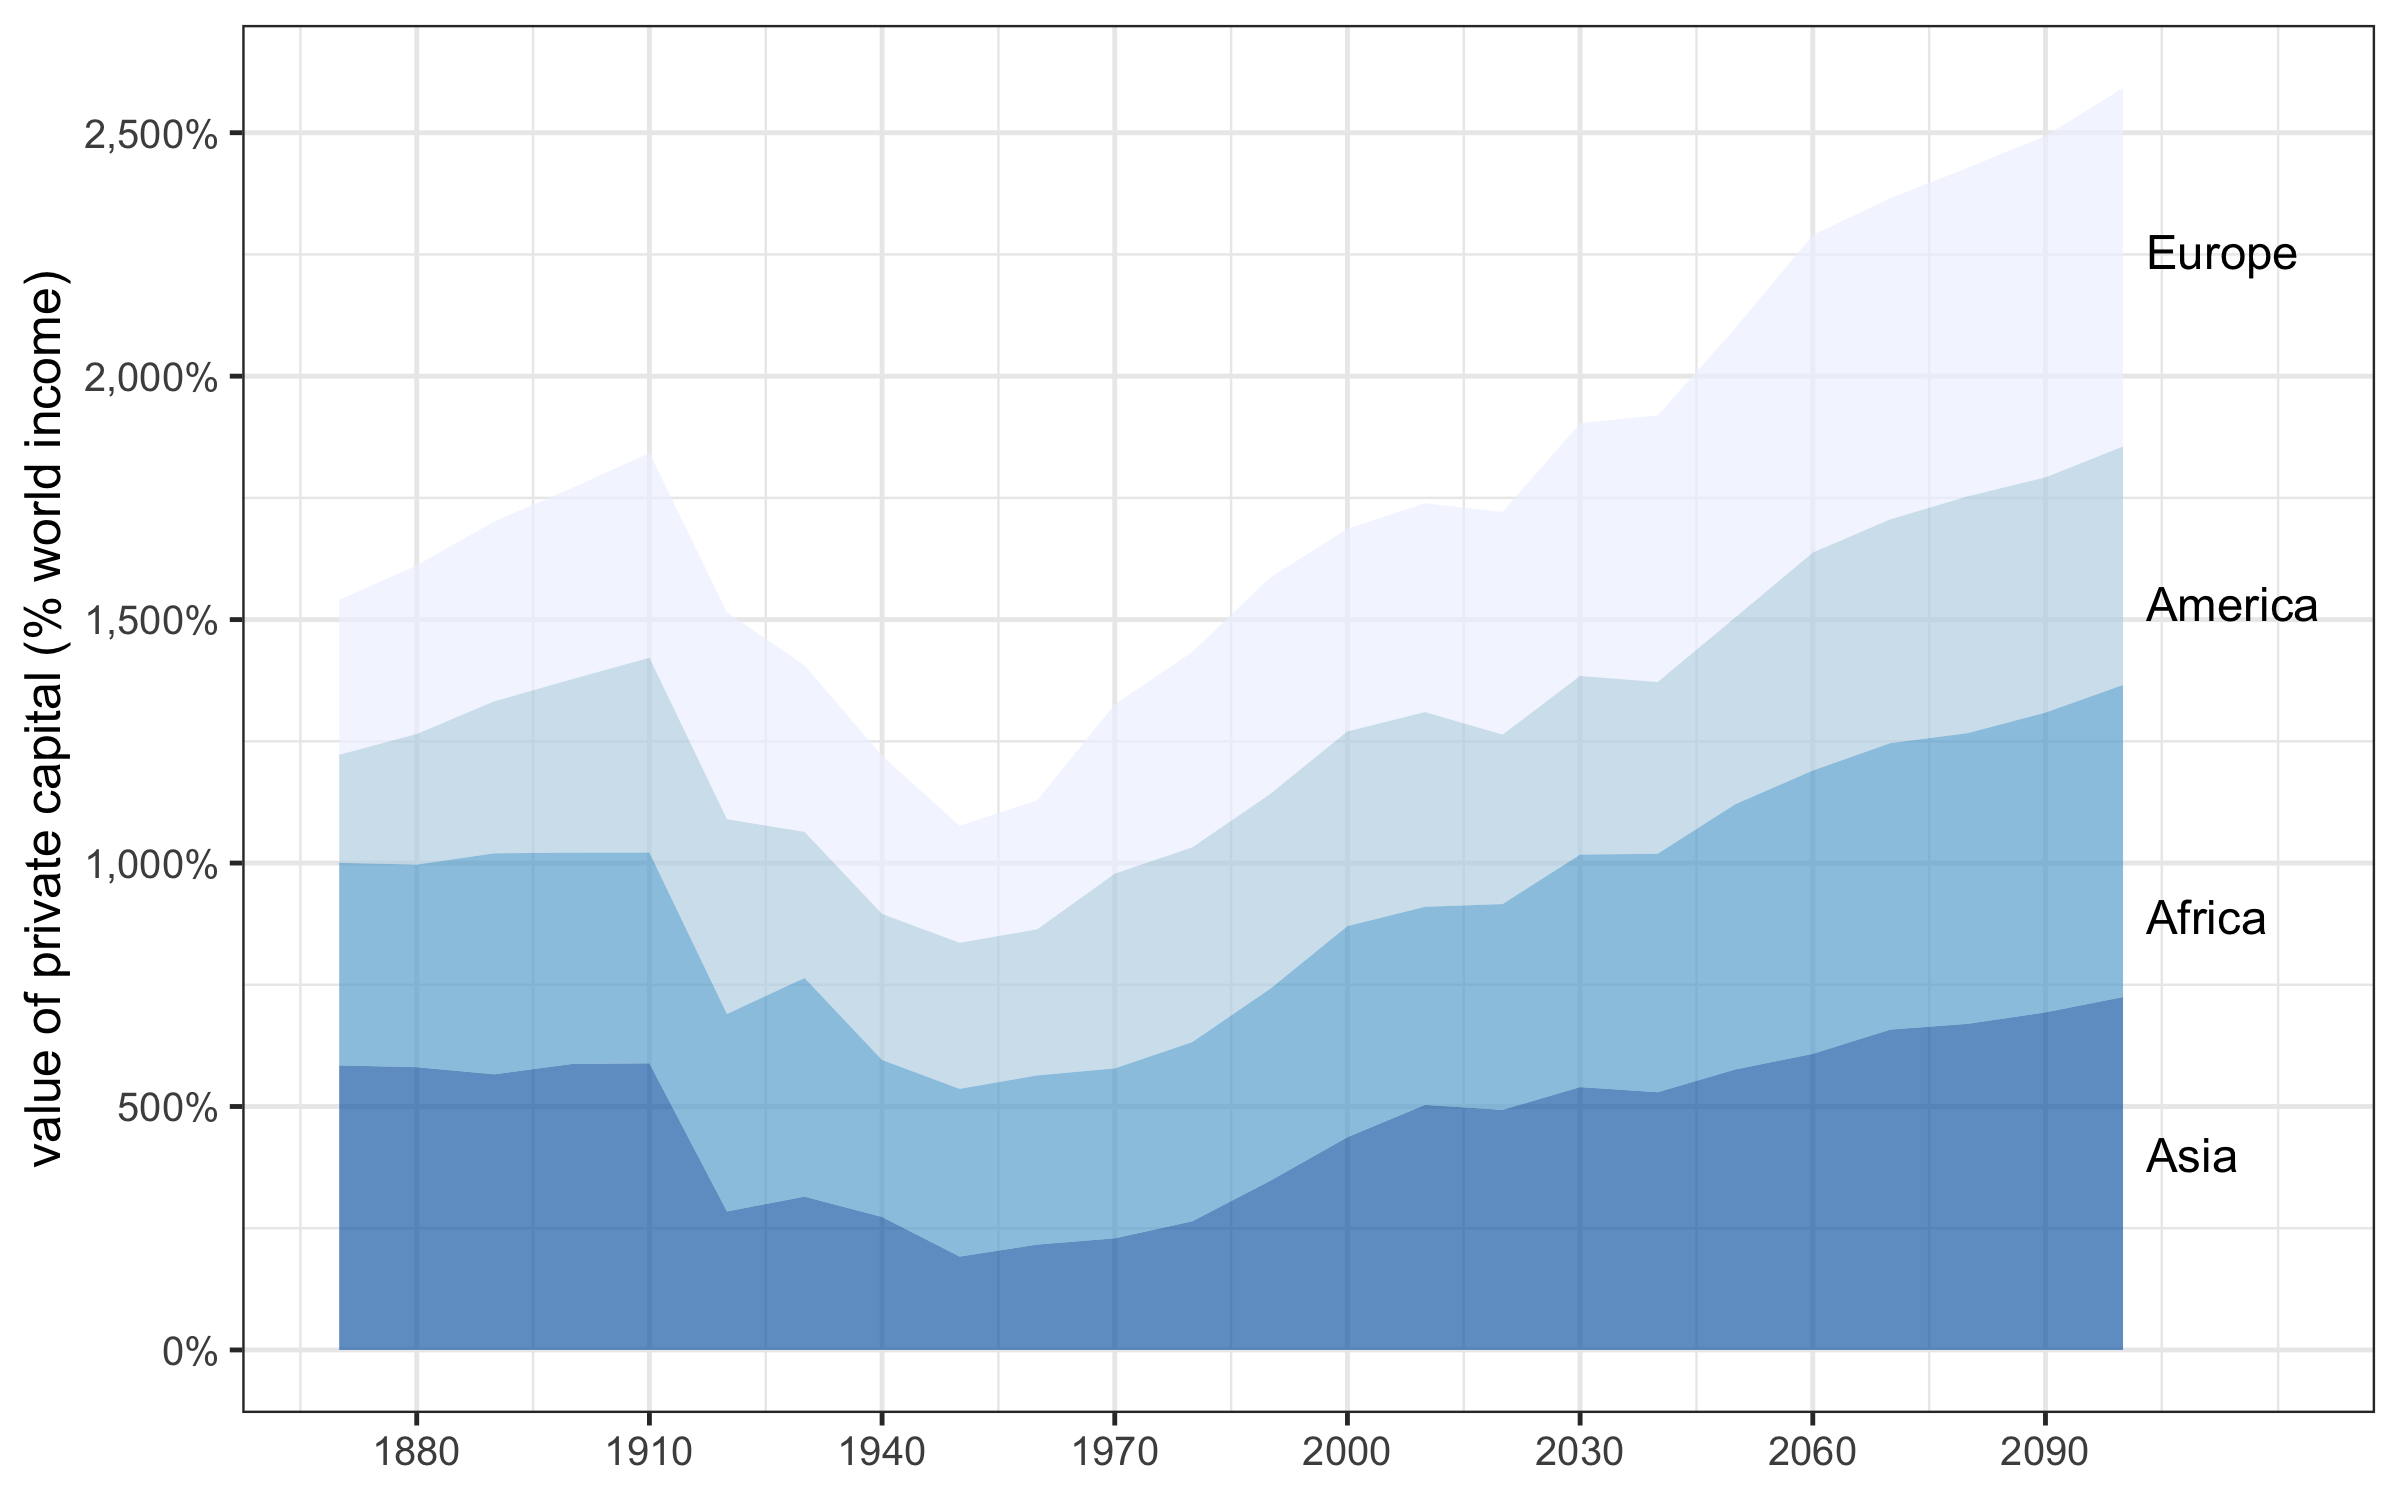 value of private capital (% world income)
2,500%
2,000%
1,500%
1,000%
500%
0%
Europe
America
Africa
Asia
1880 1910 1940 1970 2000 2030 2060 2090